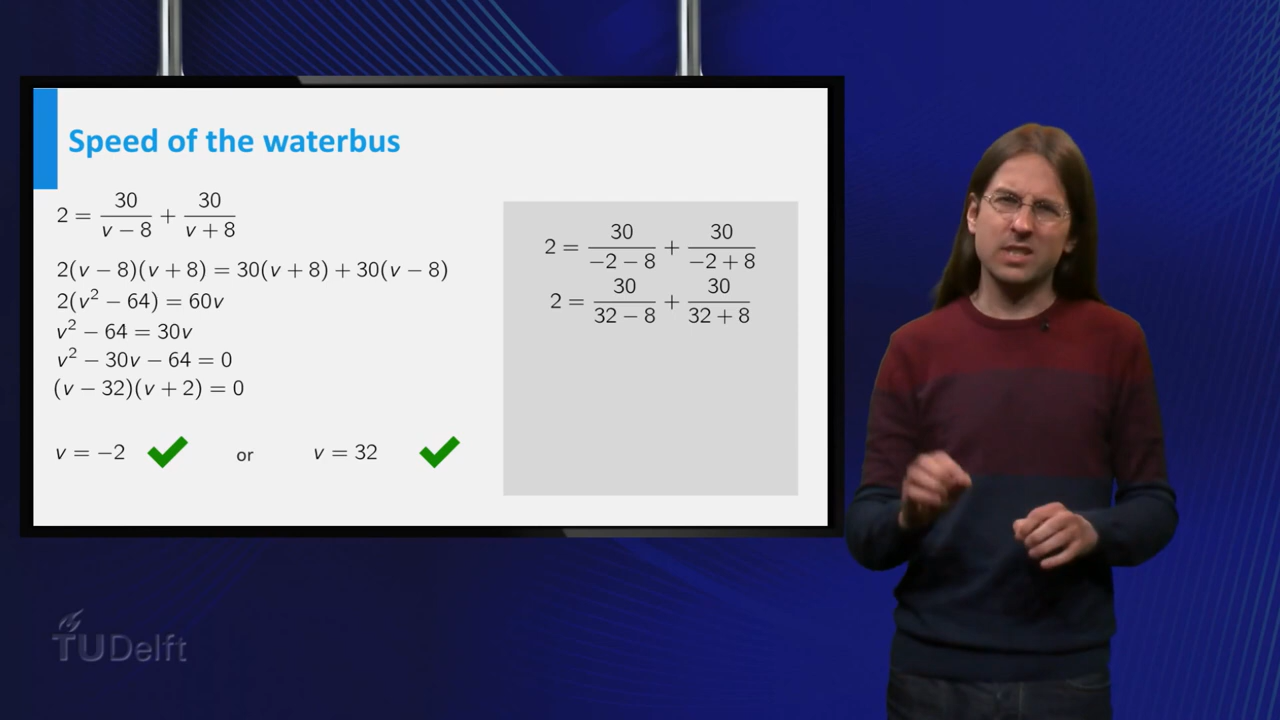 Speed of the waterbus
2 = 30/(v − 8) + 30/(v + 8)
2(v − 8)(v + 8) = 30(v + 8) + 30(v − 8)
2(v² − 64) = 60v
v² − 64 = 30v
v² − 30v − 64 = 0
(v − 32)(v + 2) = 0
v = −2 or v = 32
2 = 30/(−2 − 8) + 30/(−2 + 8)
2 = 30/(32 − 8) + 30/(32 + 8)
TUDelft